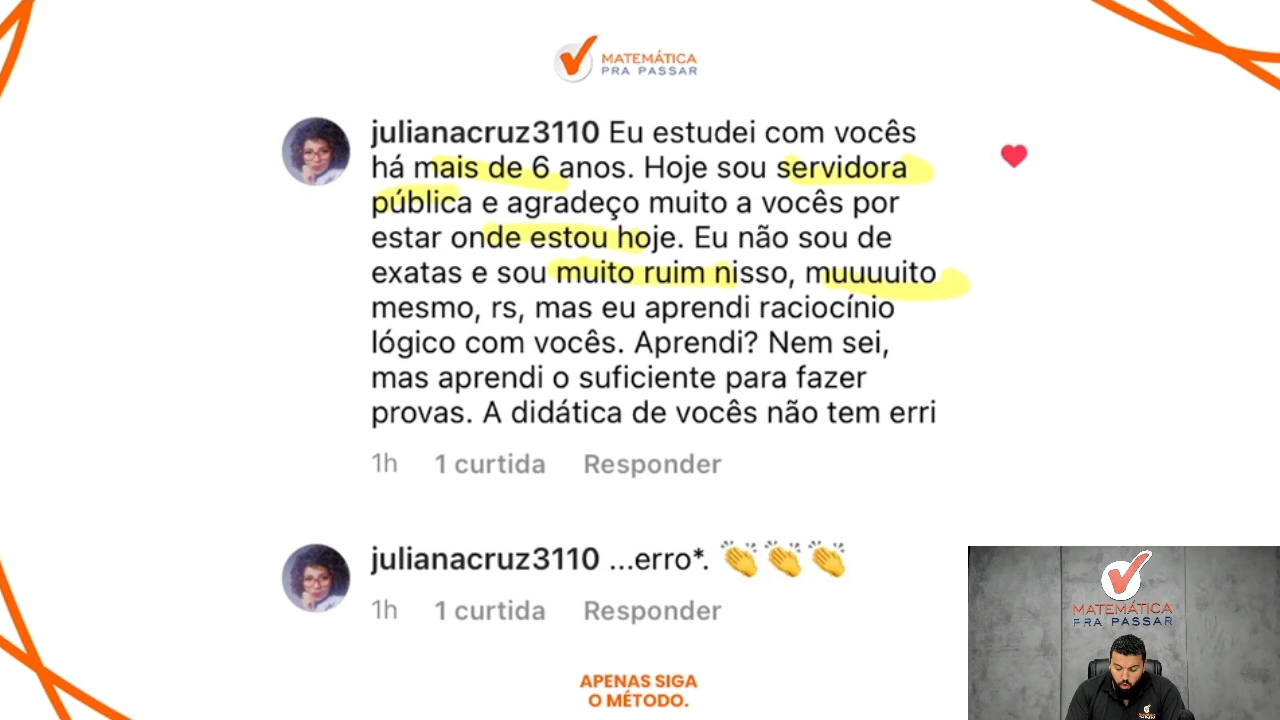 MATEMÁTICA
PRA PASSAR
julianacruz3110 Eu estudei com vocês
há mais de 6 anos. Hoje sou servidora
pública e agradeço muito a vocês por
estar onde estou hoje. Eu não sou de
exatas e sou muito ruim nisso, muuuuito
mesmo, rs, mas eu aprendi raciocínio
lógico com vocês. Aprendi? Nem sei,
mas aprendi o suficiente para fazer
provas. A didática de vocês não tem erri
1h 1 curtida Responder
julianacruz3110 ...erro*. 👏👏👏
1h 1 curtida Responder
MATEMÁTICA
PRA PASSAR
APENAS SIGA
O MÉTODO.